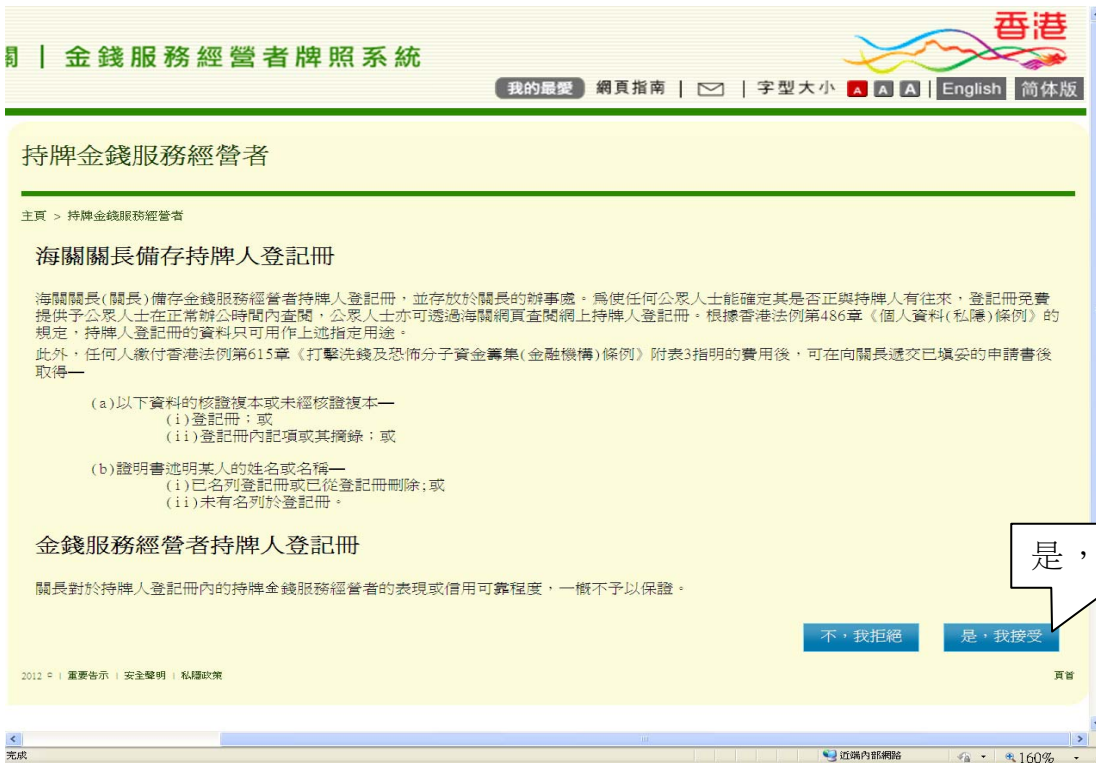 香港
| 金錢服務經營者牌照系統
我的最愛 網頁指南 | | 字型大小 A A A | English 简体版
持牌金錢服務經營者
主頁 > 持牌金錢服務經營者
海關關長備存持牌人登記冊
海關關長(關長)備存金錢服務經營者持牌人登記冊，並存放於關長的辦事處。為使任何公眾人士能確定其是否正與持牌人有往來，登記冊免費
提供予公眾人士在正常辦公時間內查閱，公眾人士亦可透過海關網頁查閱網上持牌人登記冊。根據香港法例第486章《個人資料(私隱)條例》的
規定，持牌人登記冊的資料只可用作上述指定用途。
此外，任何人繳付香港法例第615章《打擊洗錢及恐怖分子資金籌集(金融機構)條例》附表3指明的費用後，可在向關長遞交已填妥的申請書後
取得—
(a)以下資料的核證複本或未經核證複本—
(i)登記冊；或
(ii)登記冊內記項或其摘錄；或
(b)證明書述明某人的姓名或名稱—
(i)已名列登記冊或已從登記冊刪除;或
(ii)未有名列於登記冊。
金錢服務經營者持牌人登記冊
是，
關長對於持牌人登記冊內的持牌金錢服務經營者的表現或信用可靠程度，一概不予以保證。
不，我拒絕 是，我接受
2012 © | 重要告示 | 安全聲明 | 私隱政策 頁首
完成 近端內部網路 160%